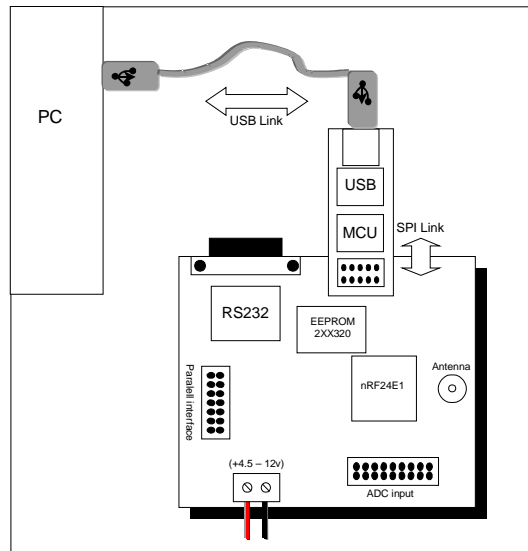 PC
USB Link
USB
MCU
SPI Link
RS232
EEPROM
2XX320
Paralell interface
nRF24E1
Antenna
(+4.5 – 12v)
ADC input